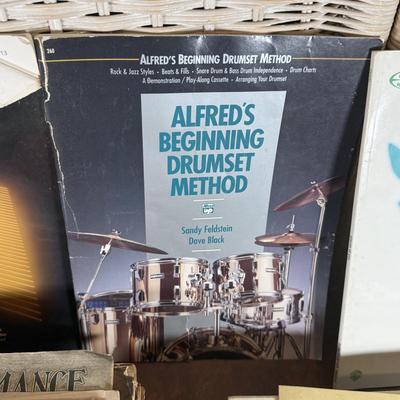 260
ALFRED'S BEGINNING DRUMSET METHOD
Rock & Jazz Styles • Beats & Fills • Snare Drum & Bass Drum Independence • Drum Charts
A Demonstration / Play-Along Cassette • Arranging Your Drumset
ALFRED'S
BEGINNING
DRUMSET
METHOD
Sandy Feldstein
Dave Black
13
MANCE